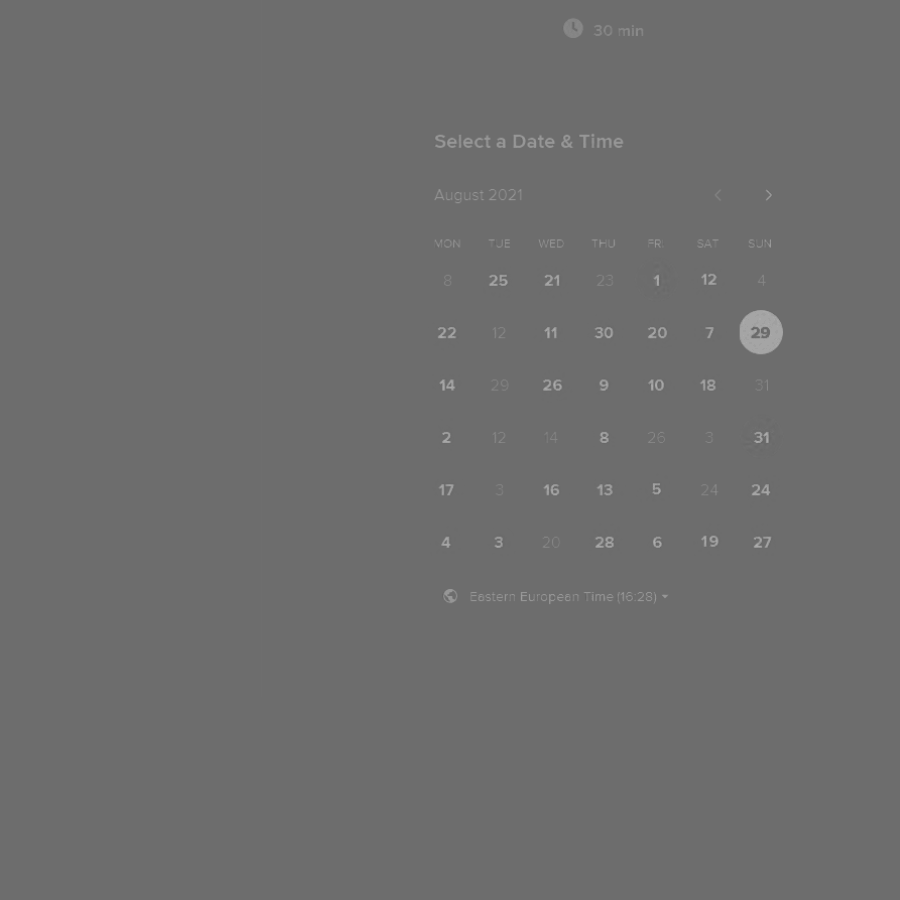 30 min
Select a Date & Time
August 2021
MON TUE WED THU FR. SAT SUN
8 25 21 23 1 12 4
22 12 11 30 20 7 29
14 29 26 9 10 18 31
2 12 14 8 26 3 31
17 3 16 13 5 24 24
4 3 20 28 6 19 27
Eastern European Time (16:28)